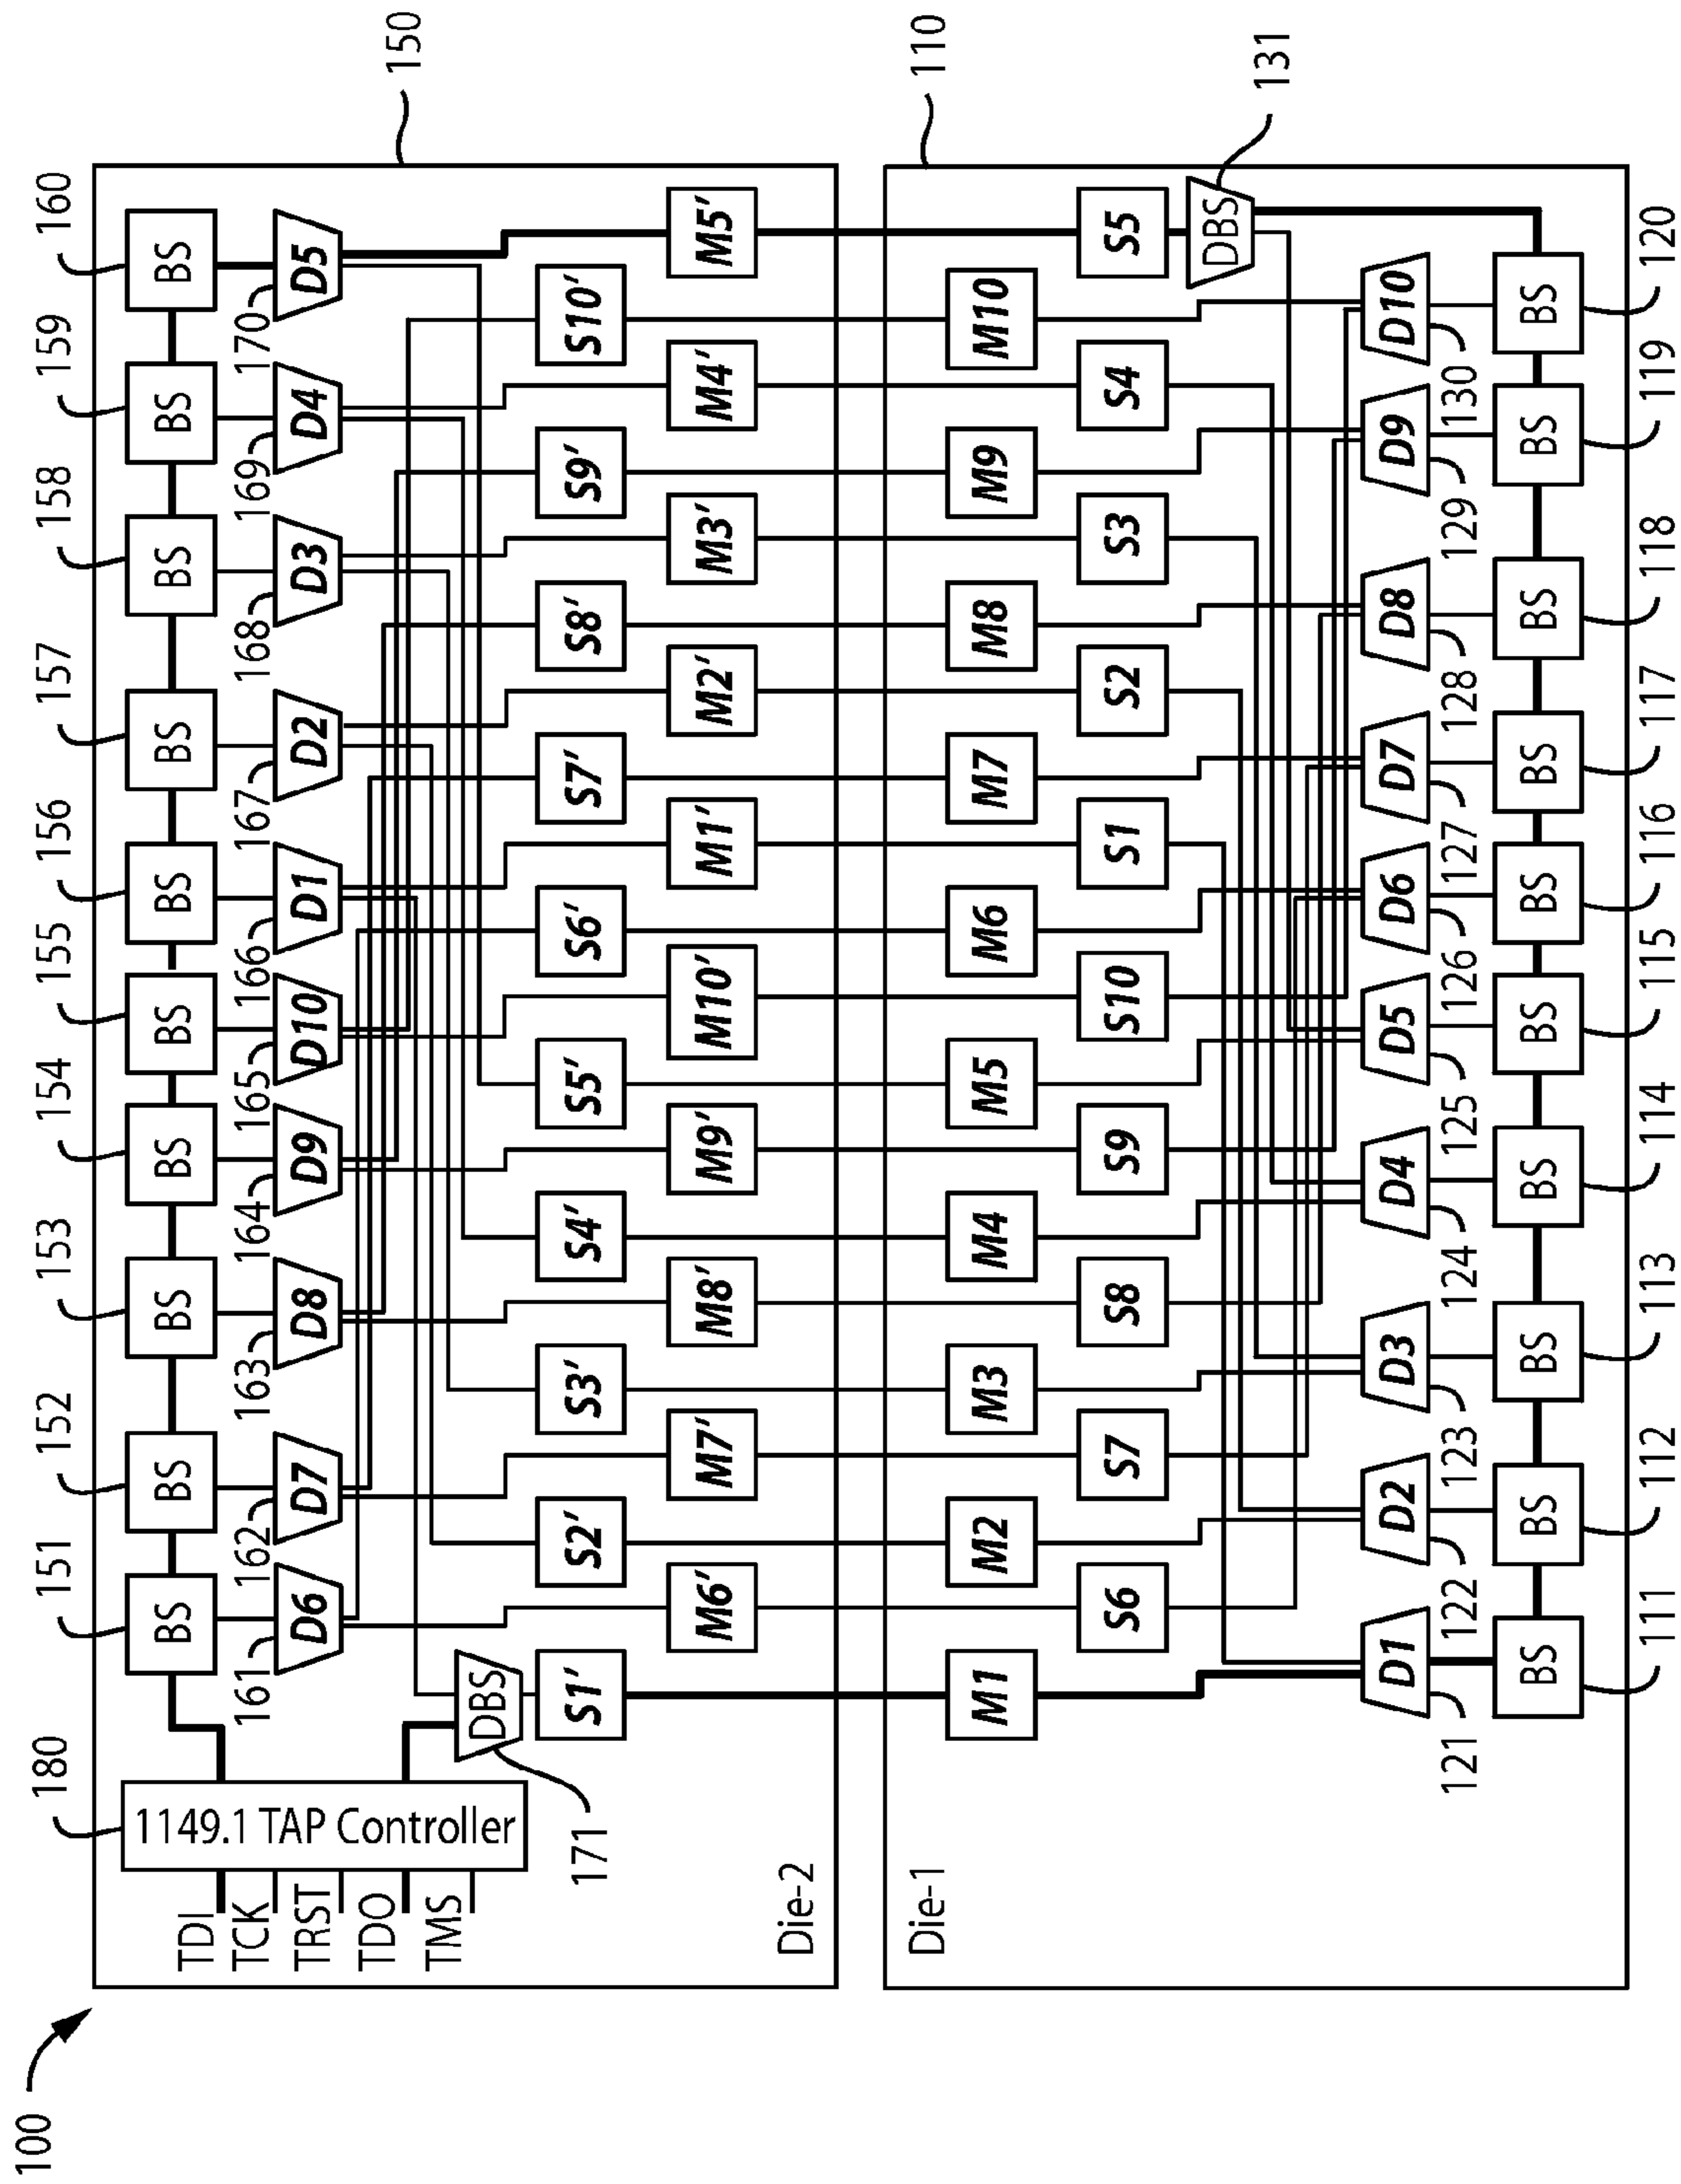 100
150
160
159
158
157
156
155
154
153
152
151
180
BS
BS
BS
BS
BS
BS
BS
BS
BS
BS
170
169
168
167
166
165
164
163
162
161
D5
D4
D3
D2
D1
D10
D9
D8
D7
D6
1149.1 TAP Controller
TDI
TCK
TRST
TDO
TMS
DBS
171
S10'
S9'
S8'
S7'
S6'
S5'
S4'
S3'
S2'
S1'
M5'
M4'
M3'
M2'
M1'
M10'
M9'
M8'
M7'
M6'
Die-2
110
131
Die-1
M10
M9
M8
M7
M6
M5
M4
M3
M2
M1
S5
S4
S3
S2
S1
S10
S9
S8
S7
S6
DBS
D10
D9
D8
D7
D6
D5
D4
D3
D2
D1
130
129
128
127
126
125
124
123
122
121
BS
BS
BS
BS
BS
BS
BS
BS
BS
BS
120
119
118
117
116
115
114
113
112
111